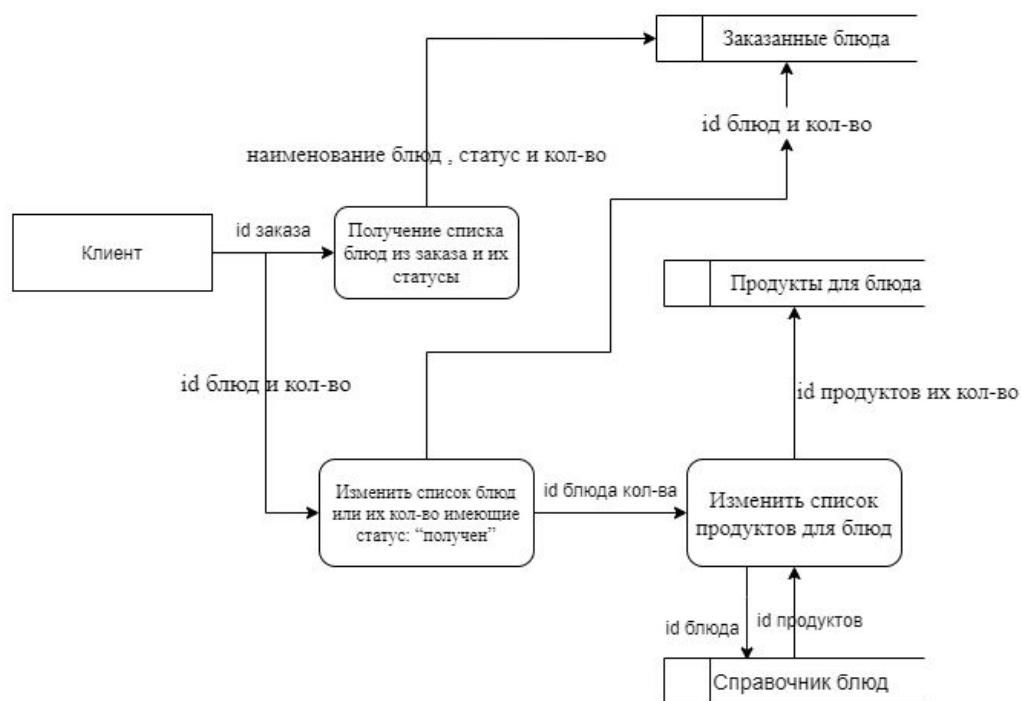 Заказанные блюда
id блюд и кол-во
наименование блюд , статус и кол-во
Клиент
id заказа
Получение списка
блюд из заказа и их
статусы
Продукты для блюда
id блюд и кол-во
id продуктов их кол-во
Изменить список блюд
или их кол-во имеющие
статус: “получен”
id блюда кол-ва
Изменить список
продуктов для блюд
id блюда
id продуктов
Справочник блюд